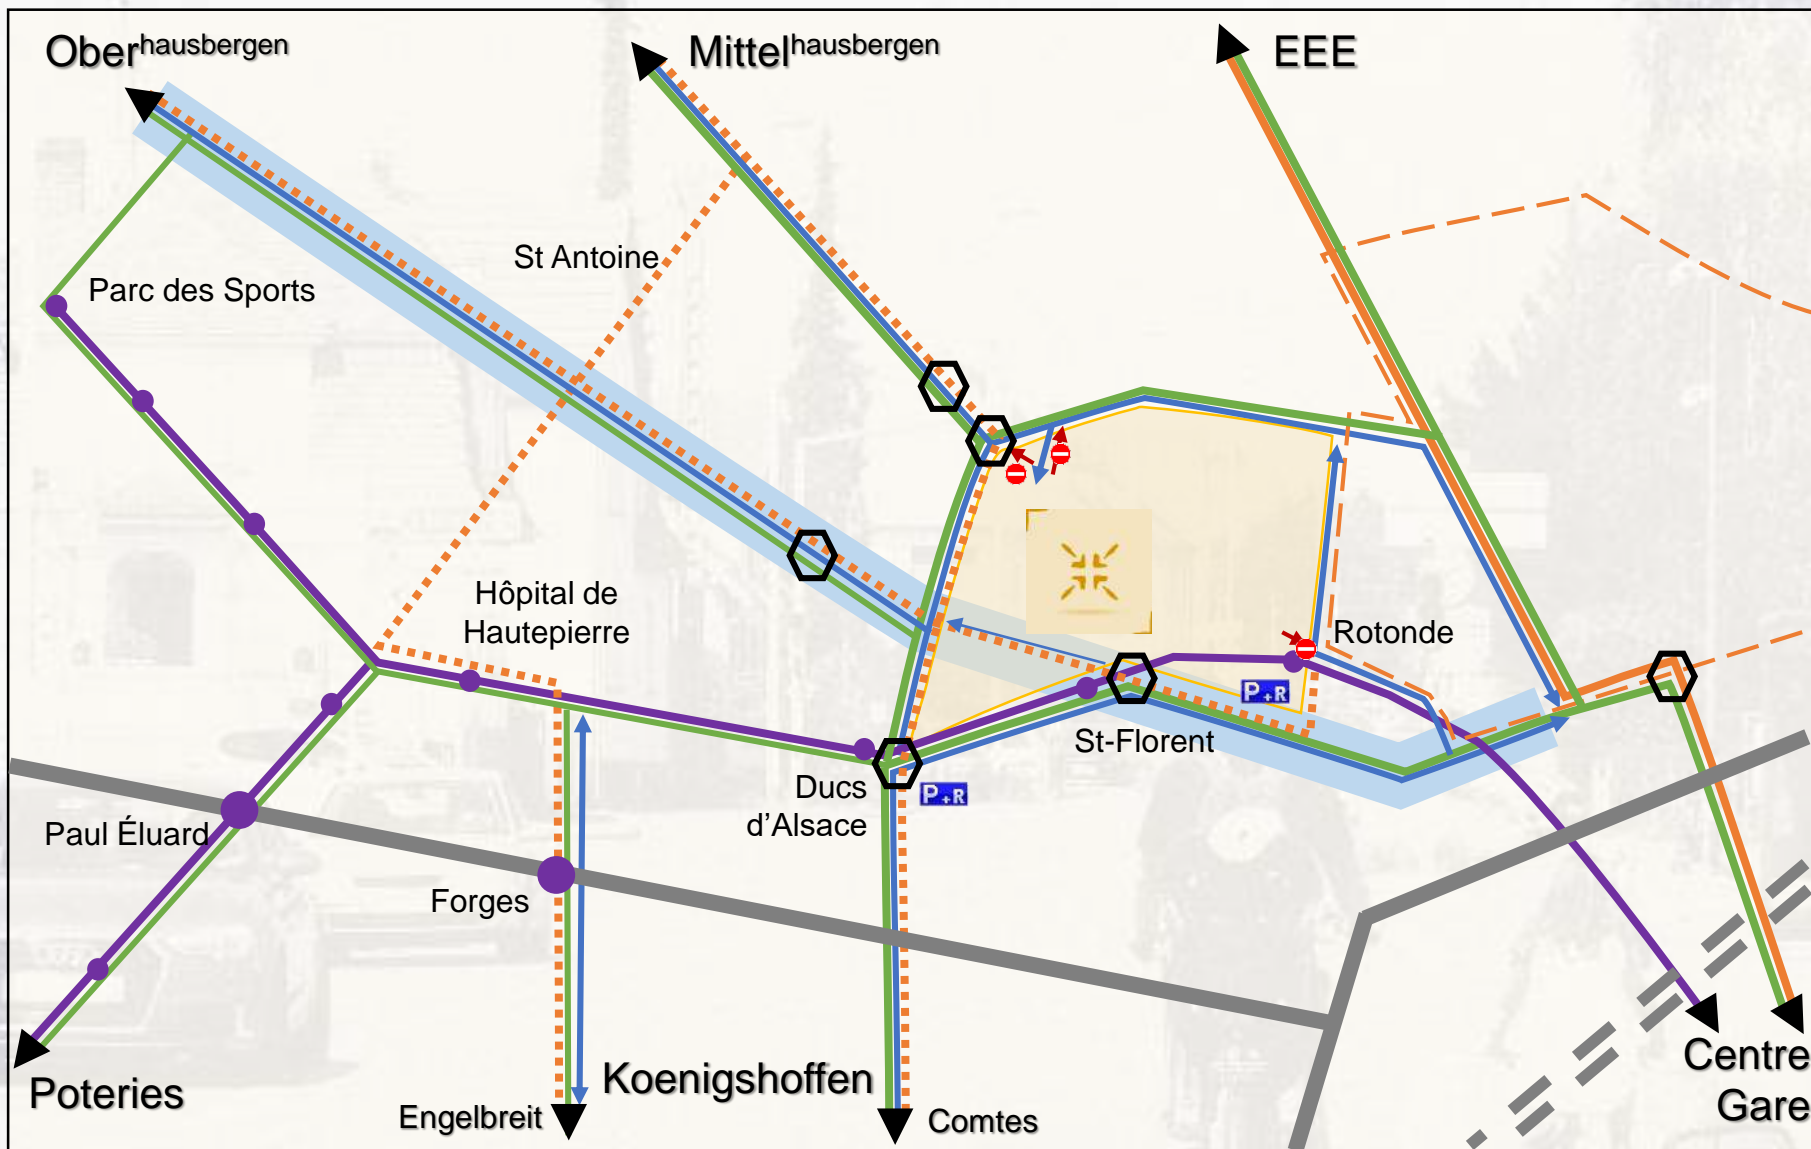 Oberhausbergen
Mittelhausbergen
EEE
St Antoine
Parc des Sports
Hôpital de
Hautepierre
Rotonde
P+R
St-Florent
Ducs
d'Alsace
P+R
Paul Éluard
Forges
Centre
Gare
Poteries
Koenigshoffen
Engelbreit
Comtes